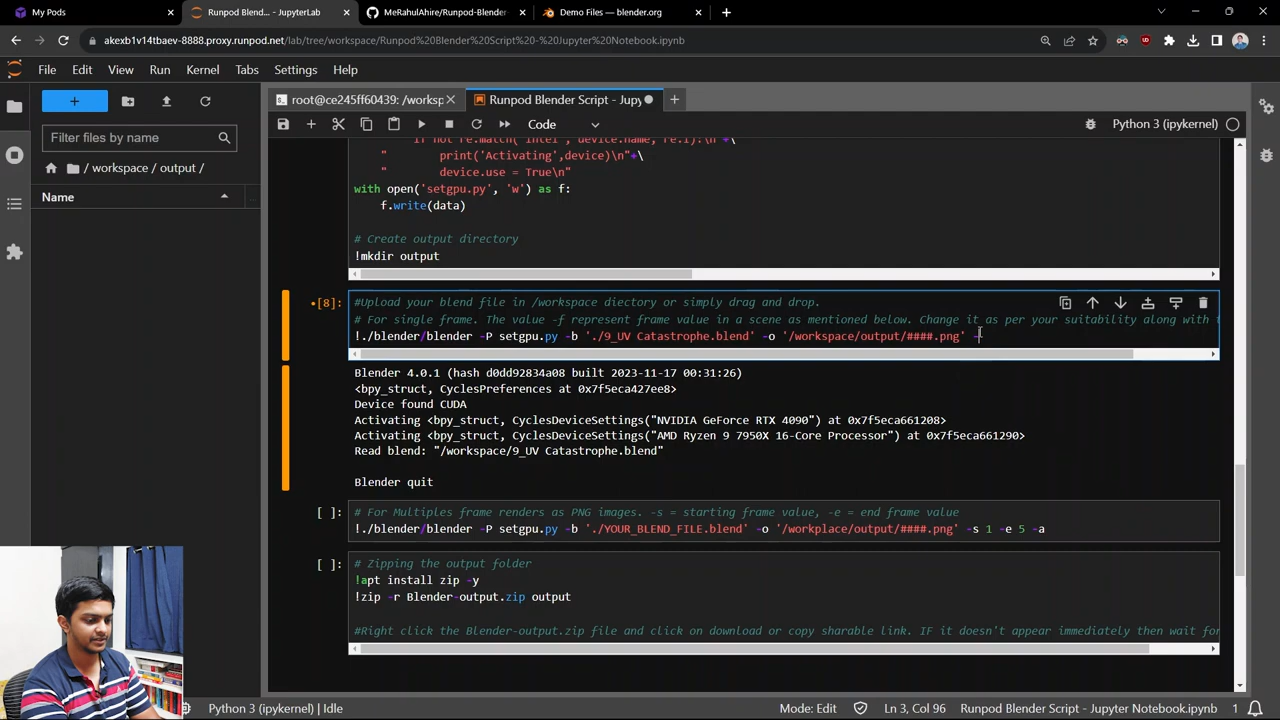 My Pods
Runpod Blend... - JupyterLab
MeRahulAhire/Runpod-Blender
Demo Files — blender.org
akexb1v14tbaev-8888.proxy.runpod.net/lab/tree/workspace/Runpod%20Blender%20Script%20-%20Jupyter%20Notebook.ipynb
File Edit View Run Kernel Tabs Settings Help
root@ce245ff60439: /worksp
Runpod Blender Script - Jupy
Code
Python 3 (ipykernel)
Filter files by name
/ workspace / output /
Name
if not re.match('intel', device.name, re.I):\n"+\
"        print('Activating',device)\n"+\
"        device.use = True\n"
with open('setgpu.py', 'w') as f:
f.write(data)
# Create output directory
!mkdir output
[8]:
#Upload your blend file in /workspace diectory or simply drag and drop.
# For single frame. The value -f represent frame value in a scene as mentioned below. Change it as per your suitability along with t
!./blender/blender -P setgpu.py -b './9_UV Catastrophe.blend' -o '/workspace/output/####.png' -
Blender 4.0.1 (hash d0dd92834a08 built 2023-11-17 00:31:26)
<bpy_struct, CyclesPreferences at 0x7f5eca427ee8>
Device found CUDA
Activating <bpy_struct, CyclesDeviceSettings("NVIDIA GeForce RTX 4090") at 0x7f5eca661208>
Activating <bpy_struct, CyclesDeviceSettings("AMD Ryzen 9 7950X 16-Core Processor") at 0x7f5eca661290>
Read blend: "/workspace/9_UV Catastrophe.blend"
Blender quit
[ ]:
# For Multiples frame renders as PNG images. -s = starting frame value, -e = end frame value
!./blender/blender -P setgpu.py -b './YOUR_BLEND_FILE.blend' -o '/workplace/output/####.png' -s 1 -e 5 -a
[ ]:
# Zipping the output folder
!apt install zip -y
!zip -r Blender-output.zip output
#Right click the Blender-output.zip file and click on download or copy sharable link. IF it doesn't appear immediately then wait for
Python 3 (ipykernel) | Idle
Mode: Edit
Ln 3, Col 96
Runpod Blender Script - Jupyter Notebook.ipynb
1